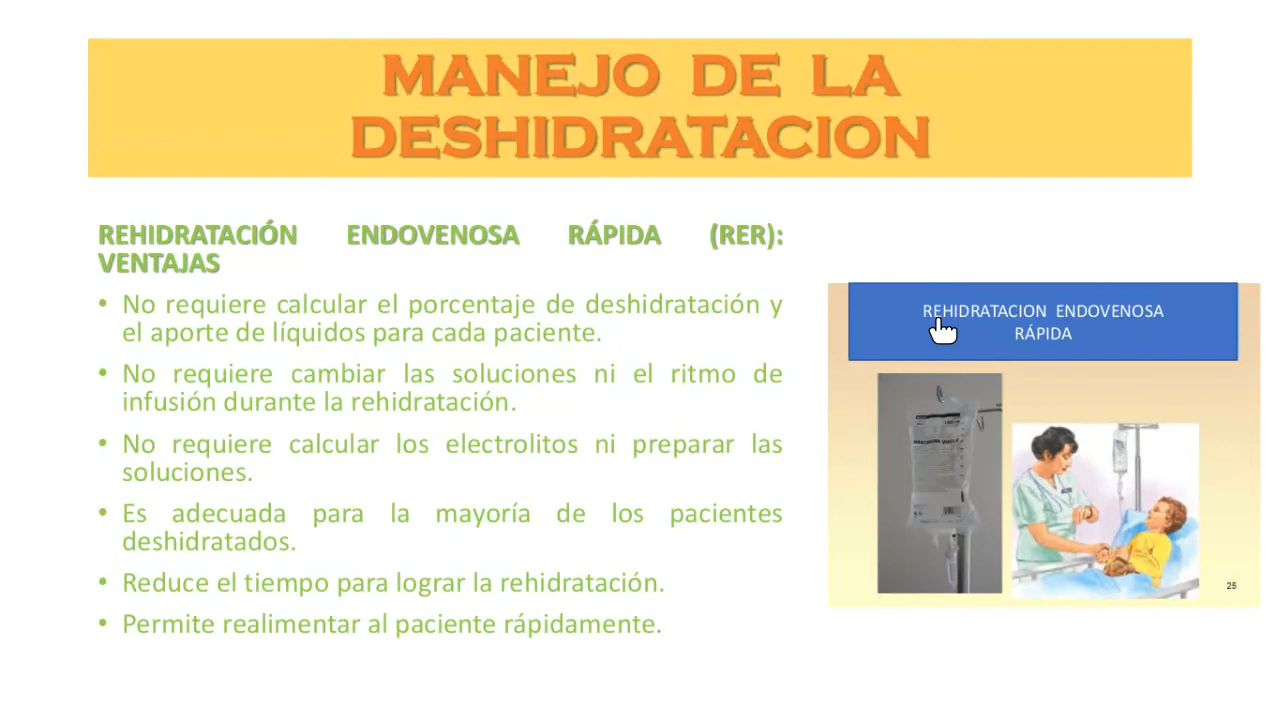 MANEJO DE LA
DESHIDRATACION
REHIDRATACIÓN ENDOVENOSA RÁPIDA (RER):
VENTAJAS
• No requiere calcular el porcentaje de deshidratación y
el aporte de líquidos para cada paciente.
• No requiere cambiar las soluciones ni el ritmo de
infusión durante la rehidratación.
• No requiere calcular los electrolitos ni preparar las
soluciones.
• Es adecuada para la mayoría de los pacientes
deshidratados.
• Reduce el tiempo para lograr la rehidratación.
• Permite realimentar al paciente rápidamente.
REHIDRATACION ENDOVENOSA
RÁPIDA
25